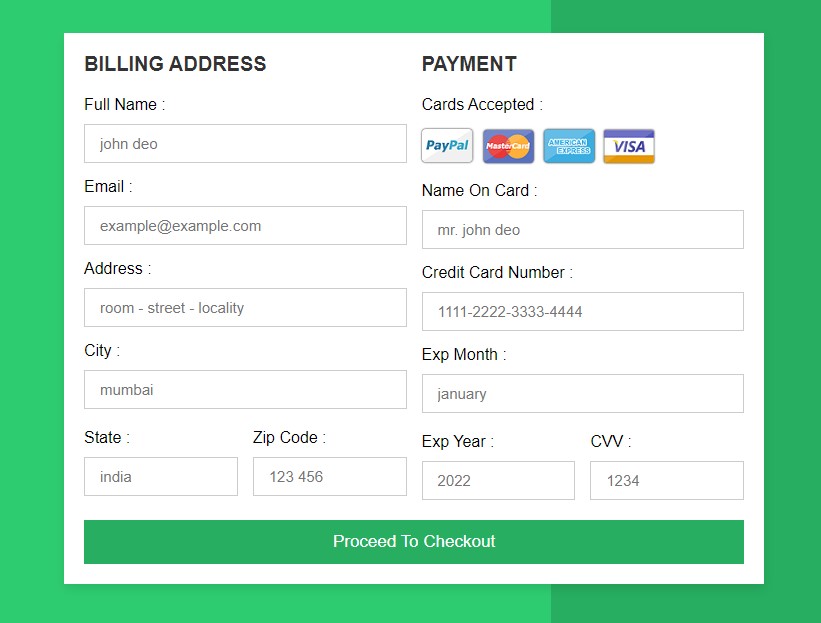 BILLING ADDRESS
Full Name :
john deo
Email :
example@example.com
Address :
room - street - locality
City :
mumbai
State :
Zip Code :
india
123 456
PAYMENT
Cards Accepted :
PayPal
MasterCard
AMERICAN
EXPRESS
VISA
Name On Card :
mr. john deo
Credit Card Number :
1111-2222-3333-4444
Exp Month :
january
Exp Year :
CVV :
2022
1234
Proceed To Checkout